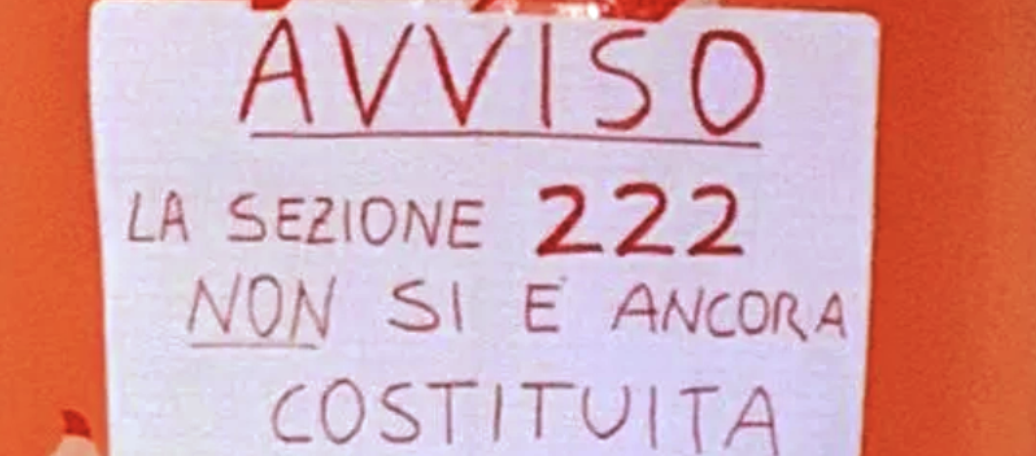 AVVISO
LA SEZIONE 222
NON SI E' ANCORA
COSTITUITA